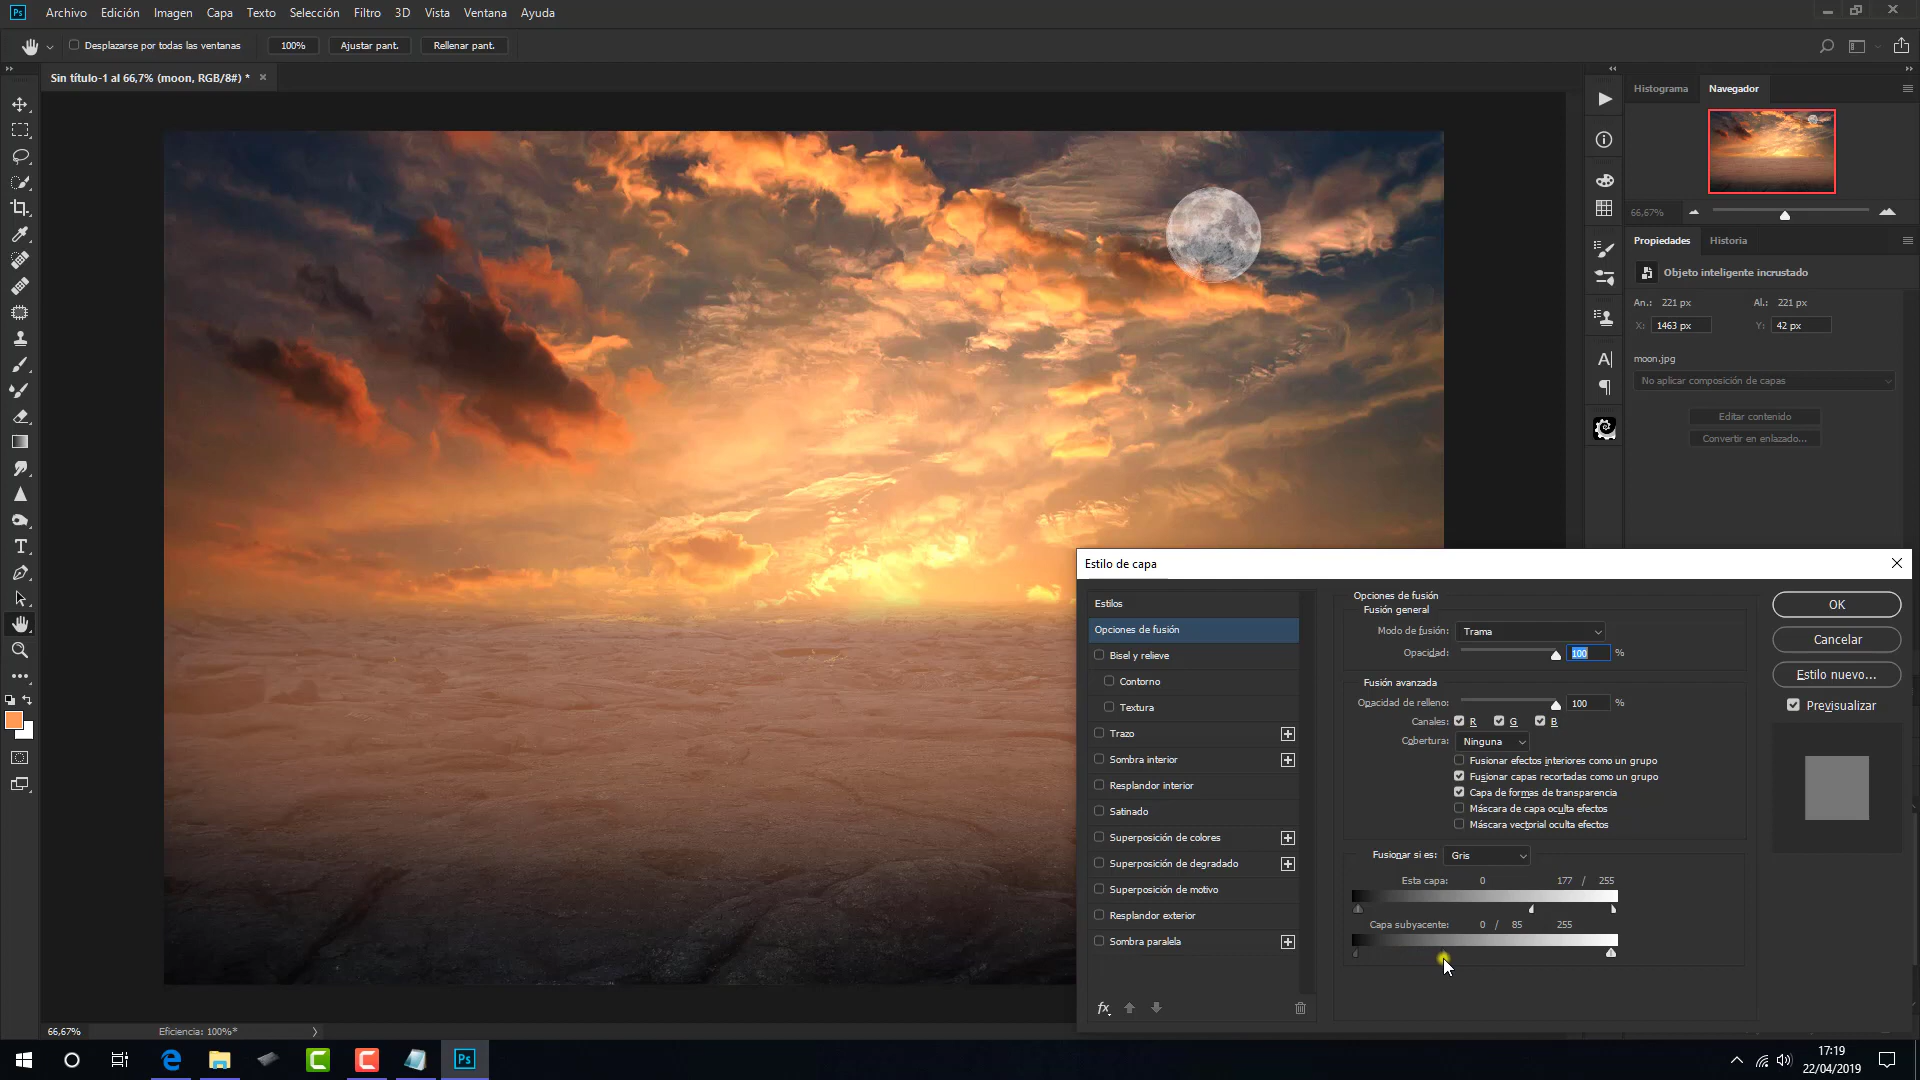 Ps Archivo Edición Imagen Capa Texto Selección Filtro 3D Vista Ventana Ayuda
Desplazarse por todas las ventanas 100% Ajustar pant. Rellenar pant.
Sin título-1 al 66,7% (moon, RGB/8#) * ×
Histograma Navegador
66,67%
Propiedades Historia
Objeto inteligente incrustado
An.: 221 px Al.: 221 px
X: 1463 px Y: 42 px
moon.jpg
No aplicar composición de capas
Editar contenido
Convertir en enlazado...
Estilo de capa
Estilos
Opciones de fusión
Bisel y relieve
Contorno
Textura
Trazo
Sombra interior
Resplandor interior
Satinado
Superposición de colores
Superposición de degradado
Superposición de motivo
Resplandor exterior
Sombra paralela
fx
Opciones de fusión
Fusión general
Modo de fusión: Trama
Opacidad: 100 %
Fusión avanzada
Opacidad de relleno: 100 %
Canales: R G B
Cobertura: Ninguna
Fusionar efectos interiores como un grupo
Fusionar capas recortadas como un grupo
Capa de formas de transparencia
Máscara de capa oculta efectos
Máscara vectorial oculta efectos
Fusionar si es: Gris
Esta capa: 0 177 / 255
Capa subyacente: 0 / 85 255
OK
Cancelar
Estilo nuevo...
Previsualizar
66,67% Eficiencia: 100%*
Ps
17:19
22/04/2019